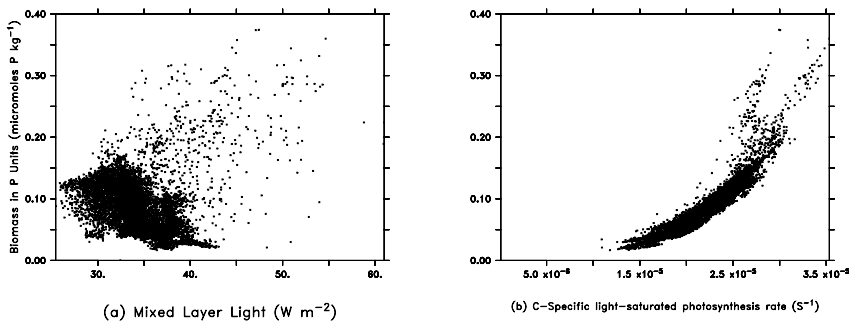 Biomass in P Units (micromoles P kg⁻¹)
0.40
0.30
0.20
0.10
0.00
30.
40.
50.
60.
(a) Mixed Layer Light (W m⁻²)
0.40
0.30
0.20
0.10
0.00
5.0 x10⁻⁶
1.5 x10⁻⁵
2.5 x10⁻⁵
3.5 x10⁻⁵
(b) C-Specific light-saturated photosynthesis rate (S⁻¹)